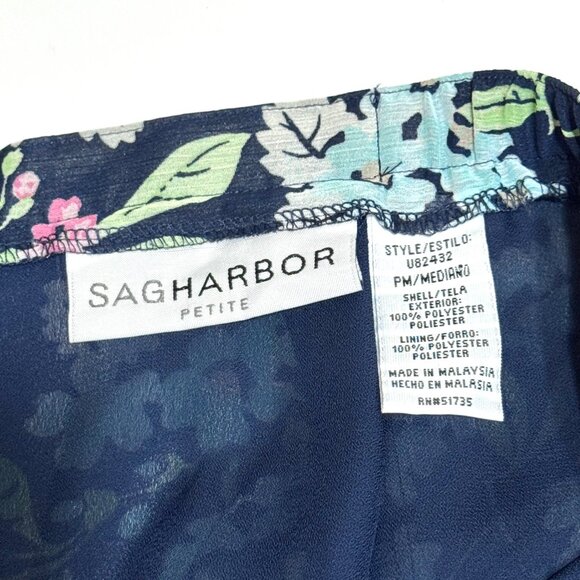 SAGHARBOR
PETITE
STYLE/ESTILO:
U82432
PM/MEDIANO
SHELL/TELA
EXTERIOR:
100% POLYESTER
POLIESTER
LINING/FORRO:
100% POLYESTER
POLIESTER
MADE IN MALAYSIA
HECHO EN MALASIA
RN#51735